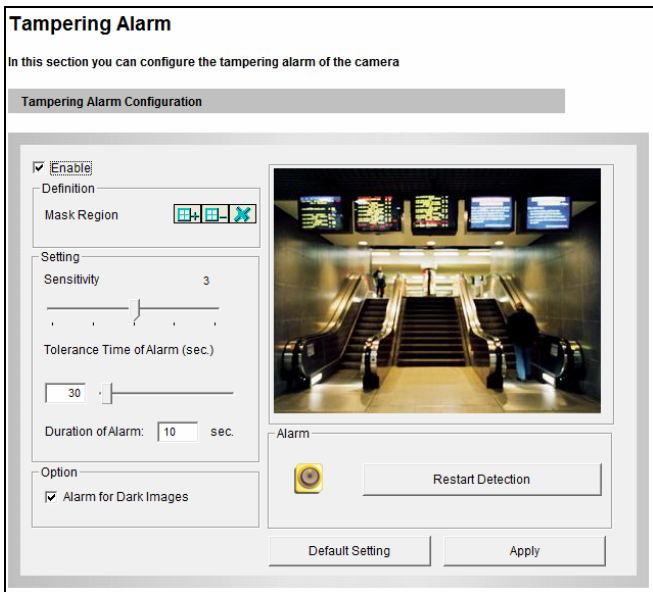 Tampering Alarm
In this section you can configure the tampering alarm of the camera
Tampering Alarm Configuration
Enable
Definition
Mask Region
Setting
Sensitivity 3
Tolerance Time of Alarm (sec.)
30
Duration of Alarm: 10 sec.
Option
Alarm for Dark Images
Alarm
Restart Detection
Default Setting
Apply